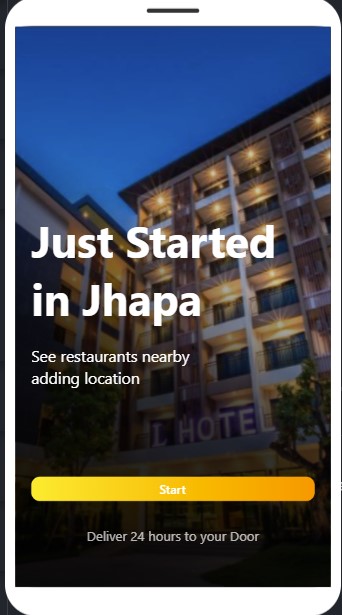 Just Started
in Jhapa
See restaurants nearby
adding location
L HOTEL
Start
Deliver 24 hours to your Door